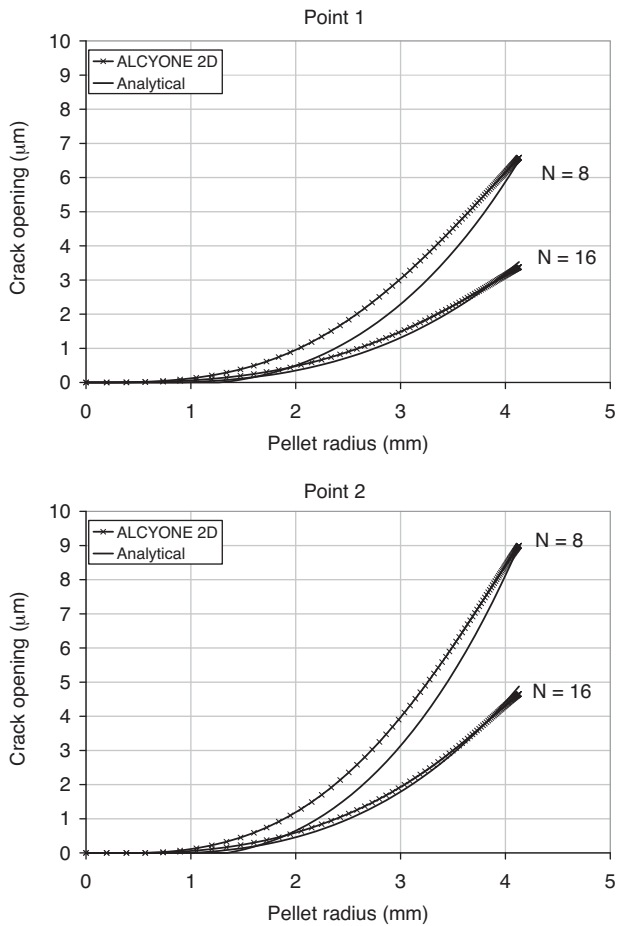 Point 1
10
9
8
7
6
5
4
3
2
1
0
Crack opening (μm)
ALCYONE 2D
Analytical
N = 8
N = 16
0 1 2 3 4 5
Pellet radius (mm)
Point 2
10
9
8
7
6
5
4
3
2
1
0
Crack opening (μm)
ALCYONE 2D
Analytical
N = 8
N = 16
0 1 2 3 4 5
Pellet radius (mm)